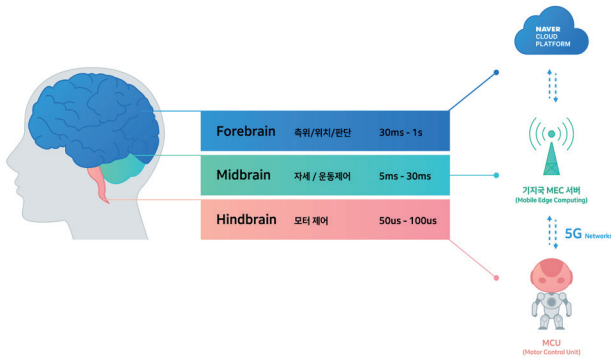 NAVER
CLOUD
PLATFORM
Forebrain 측위/위치/판단 30ms - 1s
Midbrain 자세 / 운동제어 5ms - 30ms
Hindbrain 모터 제어 50us - 100us
기지국 MEC 서버
(Mobile Edge Computing)
5G Networks
MCU
(Motor Control Unit)